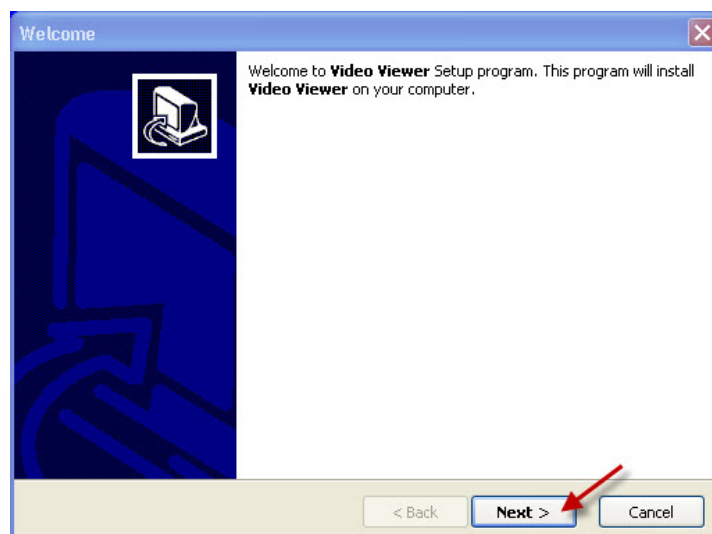 Welcome
Welcome to Video Viewer Setup program. This program will install
Video Viewer on your computer.
< Back
Next >
Cancel